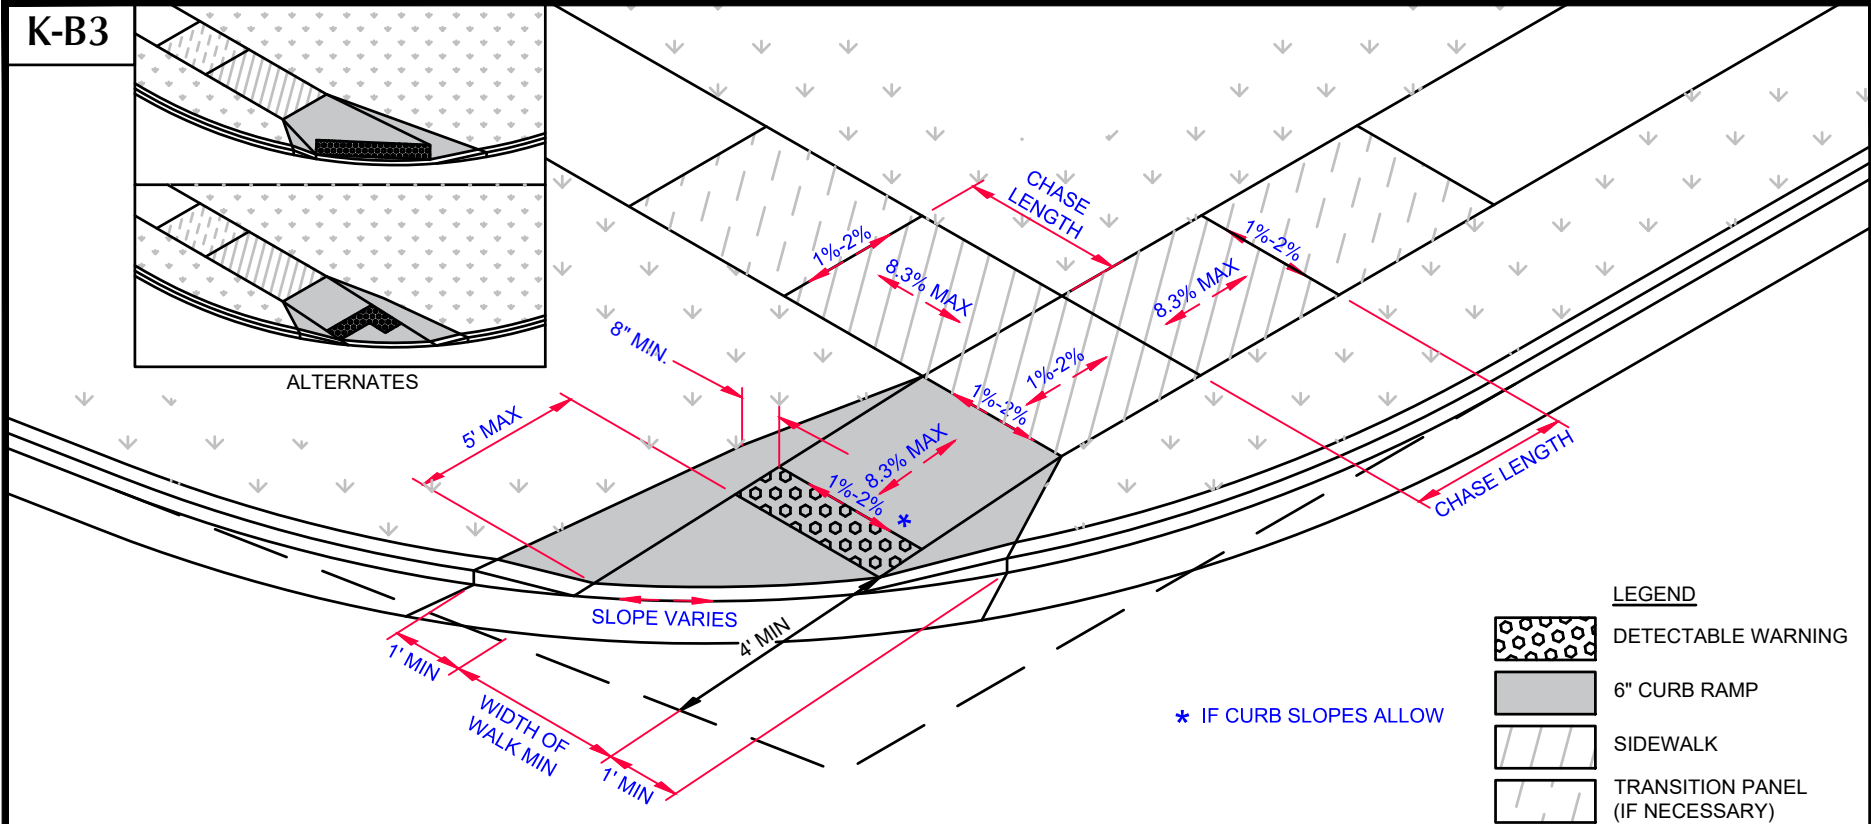 K-B3
ALTERNATES
CHASE
LENGTH
1%-2%
8.3% MAX
1%-2%
8.3% MAX
8" MIN.
1%-2%
1%-2%
5' MAX
8.3% MAX
1%-2%
*
CHASE LENGTH
SLOPE VARIES
4' MIN
1' MIN
WIDTH OF
WALK MIN
1' MIN
* IF CURB SLOPES ALLOW
LEGEND
DETECTABLE WARNING
6" CURB RAMP
SIDEWALK
TRANSITION PANEL
(IF NECESSARY)